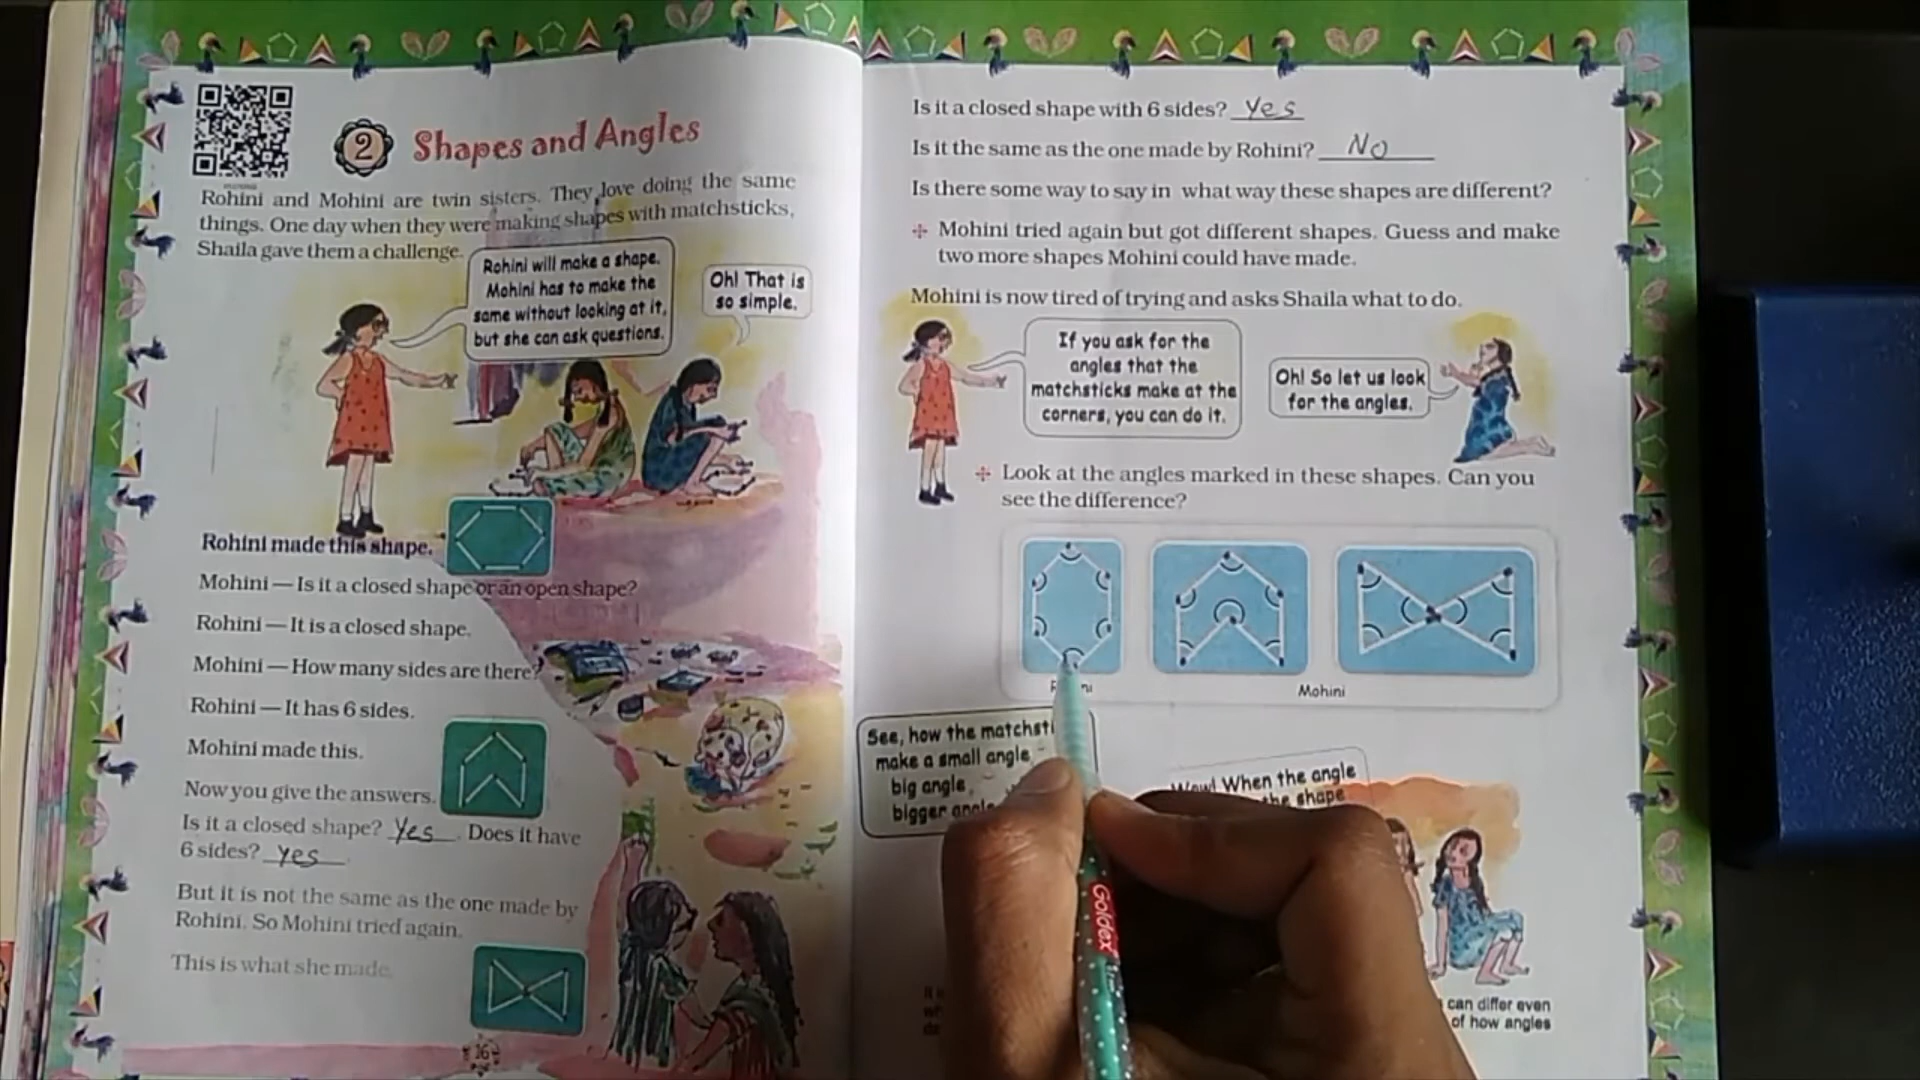 2 Shapes and Angles
Rohini and Mohini are twin sisters. They love doing the same
things. One day when they were making shapes with matchsticks,
Shaila gave them a challenge.
Rohini will make a shape.
Mohini has to make the
same without looking at it,
but she can ask questions.
Oh! That is
so simple.
Rohini made this shape.
Mohini — Is it a closed shape or an open shape?
Rohini — It is a closed shape.
Mohini — How many sides are there?
Rohini — It has 6 sides.
Mohini made this.
Now you give the answers.
Is it a closed shape? Yes. Does it have
6 sides? yes
But it is not the same as the one made by
Rohini. So Mohini tried again.
This is what she made.
16
Is it a closed shape with 6 sides? Yes
Is it the same as the one made by Rohini? No
Is there some way to say in what way these shapes are different?
Mohini tried again but got different shapes. Guess and make
two more shapes Mohini could have made.
Mohini is now tired of trying and asks Shaila what to do.
If you ask for the
angles that the
matchsticks make at the
corners, you can do it.
Oh! So let us look
for the angles.
Look at the angles marked in these shapes. Can you
see the difference?
Mohini
See, how the
make a small angle
big angle,
bigger
Wow! When the angle
the shape
can differ even
of how angles
Goldex